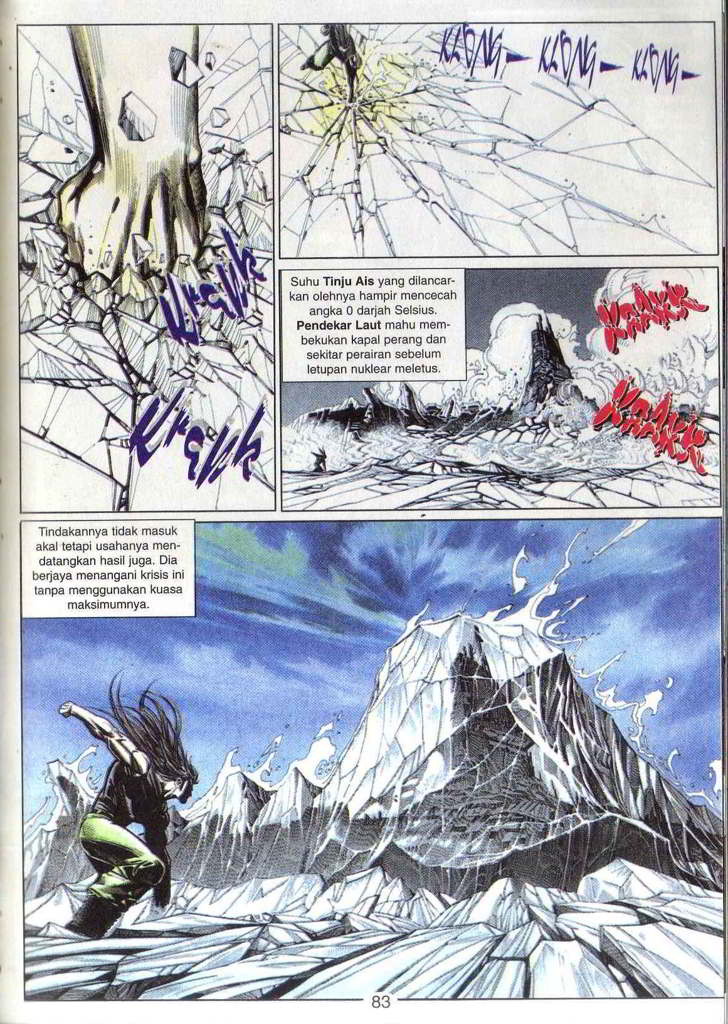 Krank
Krank
KLONG— KLONG— KLONG—
Suhu Tinju Ais yang dilancar-
kan olehnya hampir mencecah
angka 0 darjah Selsius.
Pendekar Laut mahu mem-
bekukan kapal perang dan
sekitar perairan sebelum
letupan nuklear meletus.
KRAKK
KRAKK
Tindakannya tidak masuk
akal tetapi usahanya men-
datangkan hasil juga. Dia
berjaya menangani krisis ini
tanpa menggunakan kuasa
maksimumnya.
83